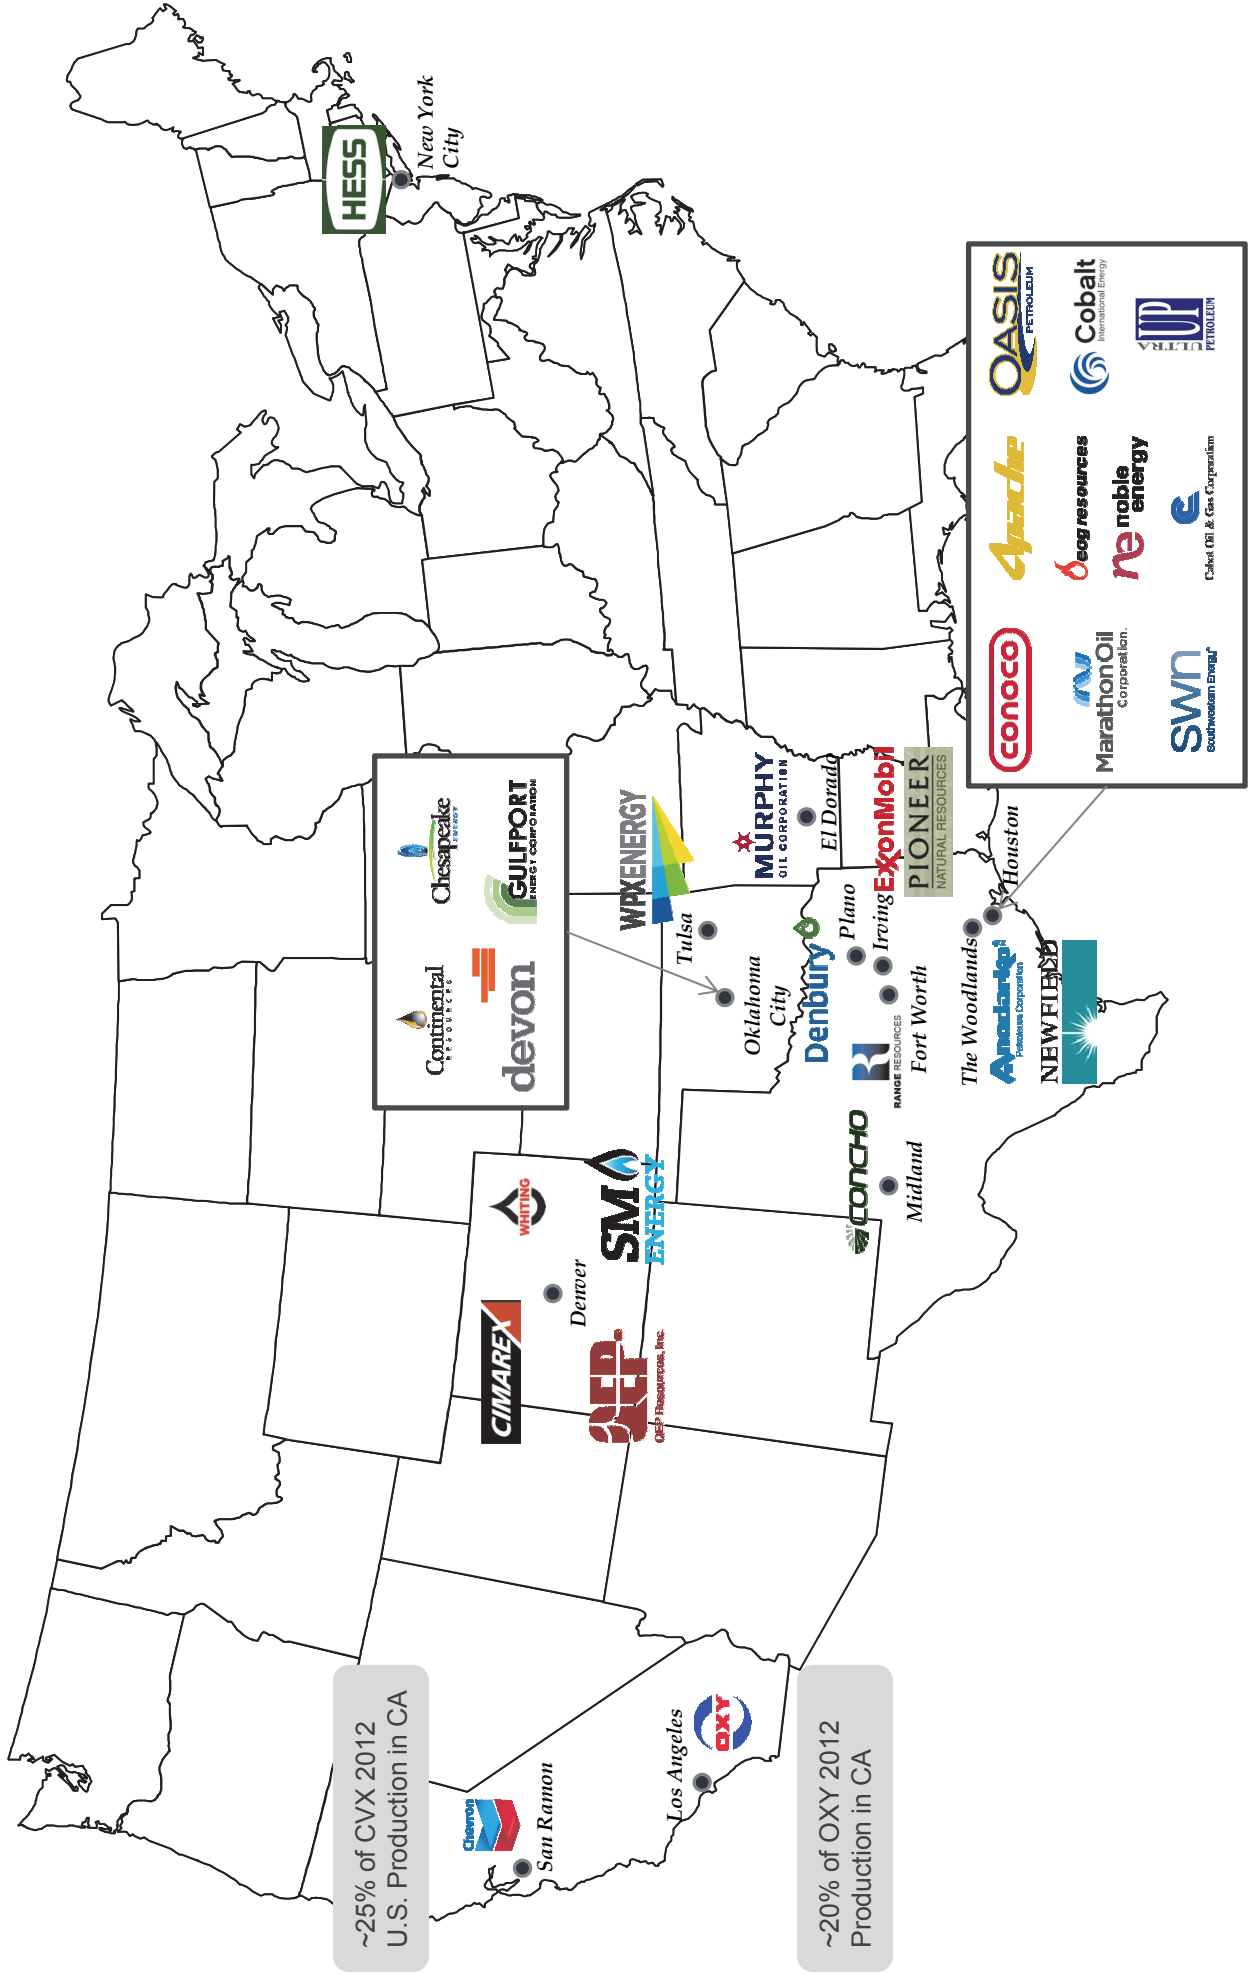 ~25% of CVX 2012
U.S. Production in CA
Chevron
San Ramon
Los Angeles
OXY
~20% of OXY 2012
Production in CA
CIMAREX
WHITING
Denver
QEP
QEP Resources, Inc.
SM
ENERGY
Continental
RESOURCES
Chesapeake
ENERGY
devon
GULFPORT
ENERGY CORPORATION
WPXENERGY
Tulsa
Oklahoma
City
MURPHY
OIL CORPORATION
El Dorado
Denbury
Plano
Irving
ExxonMobil
PIONEER
NATURAL RESOURCES
RANGE RESOURCES
Fort Worth
CONCHO
Midland
The Woodlands
Anadarko
Petroleum Corporation
NEWFIELD
Houston
HESS
New York
City
conoco
Apache
OASIS
PETROLEUM
MarathonOil
Corporation.
eog resources
Cobalt
International Energy
noble
energy
SWN
Southwestern Energy
Cabot Oil & Gas Corporation
ULTRA
UP
PETROLEUM